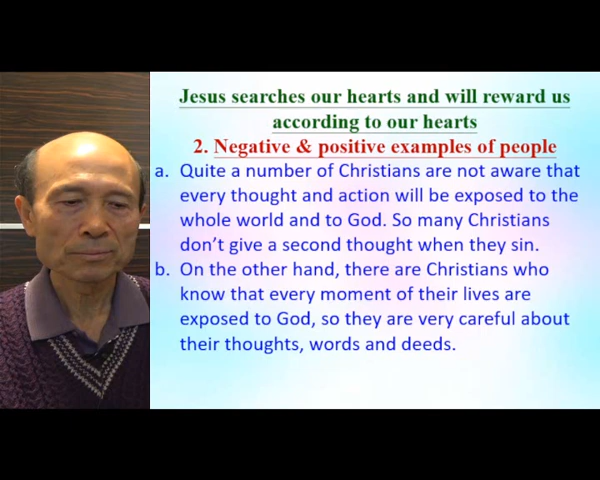 Jesus searches our hearts and will reward us
according to our hearts
2. Negative & positive examples of people
a. Quite a number of Christians are not aware that
every thought and action will be exposed to the
whole world and to God. So many Christians
don’t give a second thought when they sin.
b. On the other hand, there are Christians who
know that every moment of their lives are
exposed to God, so they are very careful about
their thoughts, words and deeds.